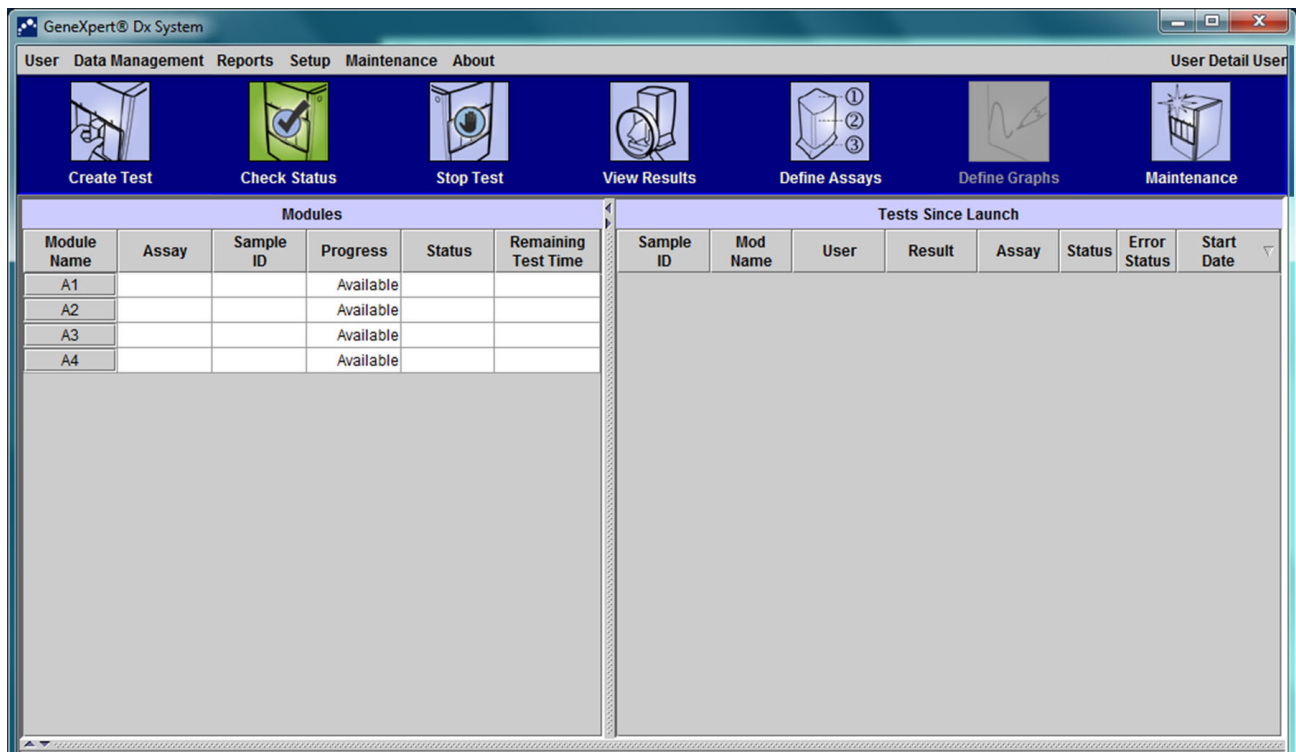 GeneXpert® Dx System
User Data Management Reports Setup Maintenance About User Detail User
Create Test Check Status Stop Test View Results Define Assays Define Graphs Maintenance
① ② ③
Modules
Module Name Assay Sample ID Progress Status Remaining Test Time
A1 Available
A2 Available
A3 Available
A4 Available
Tests Since Launch
Sample ID Mod Name User Result Assay Status Error Status Start Date